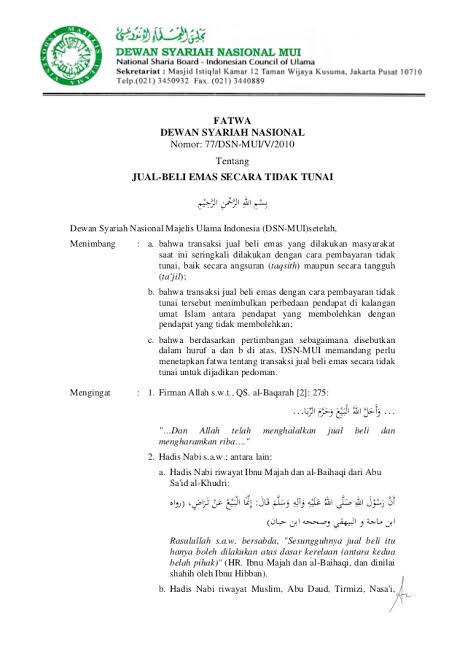 DEWAN SYARIAH NASIONAL MUI
National Sharia Board - Indonesian Council of Ulama
Sekretariat : Masjid Istiqlal Kamar 12 Taman Wijaya Kusuma, Jakarta Pusat 10710
Telp.(021) 3450932 Fax. (021) 3440889
FATWA
DEWAN SYARIAH NASIONAL
Nomor: 77/DSN-MUI/V/2010
Tentang
JUAL-BELI EMAS SECARA TIDAK TUNAI
بِسْمِ اللهِ الرَّحْمنِ الرَّحِيْمِ
Dewan Syariah Nasional Majelis Ulama Indonesia (DSN-MUI)setelah,
Menimbang : a. bahwa transaksi jual beli emas yang dilakukan masyarakat
saat ini seringkali dilakukan dengan cara pembayaran tidak
tunai, baik secara angsuran (taqsith) maupun secara tangguh
(ta'jil);
b. bahwa transaksi jual beli emas dengan cara pembayaran tidak
tunai tersebut menimbulkan perbedaan pendapat di kalangan
umat Islam antara pendapat yang membolehkan dengan
pendapat yang tidak membolehkan;
c. bahwa berdasarkan pertimbangan sebagaimana disebutkan
dalam huruf a dan b di atas, DSN-MUI memandang perlu
menetapkan fatwa tentang transaksi jual beli emas secara tidak
tunai untuk dijadikan pedoman.
Mengingat : 1. Firman Allah s.w.t., QS. al-Baqarah [2]: 275:
... وَأَحَلَّ اللهُ الْبَيْعَ وَحَرَّمَ الرِّبَا...
"...Dan Allah telah menghalalkan jual beli dan
mengharamkan riba...."
2. Hadis Nabi s.a.w.; antara lain:
a. Hadis Nabi riwayat Ibnu Majah dan al-Baihaqi dari Abu
Sa'id al-Khudri:
أَنَّ رَسُوْلَ اللهِ صَلَّى اللهُ عَلَيْهِ وَآلِهِ وَسَلَّمَ قَالَ: إِنَّمَا الْبَيْعُ عَنْ تَرَاضٍ، (رواه
ابن ماجة و البيهقي وصححه ابن حبان)
Rasulullah s.a.w. bersabda, "Sesungguhnya jual beli itu
hanya boleh dilakukan atas dasar kerelaan (antara kedua
belah pihak)" (HR. Ibnu Majah dan al-Baihaqi, dan dinilai
shahih oleh Ibnu Hibban).
b. Hadis Nabi riwayat Muslim, Abu Daud, Tirmizi, Nasa'i,